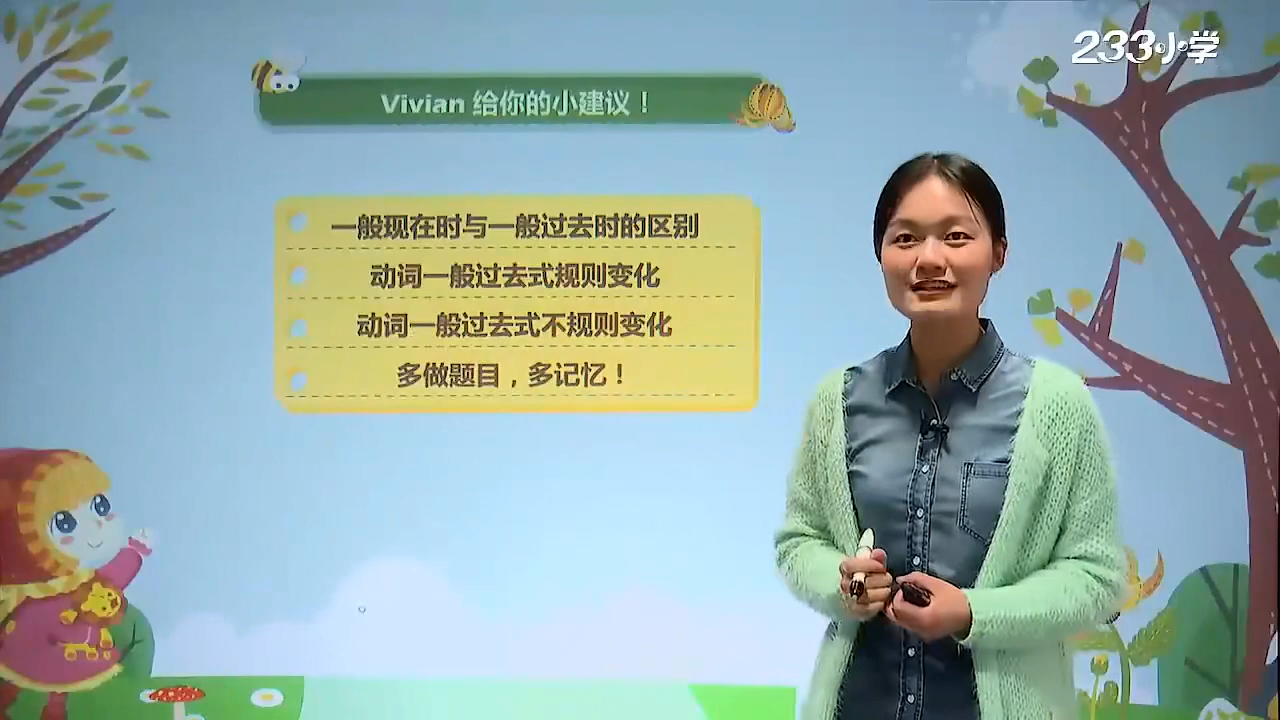 233小学
Vivian 给你的小建议！
一般现在时与一般过去时的区别
动词一般过去式规则变化
动词一般过去式不规则变化
多做题目，多记忆！